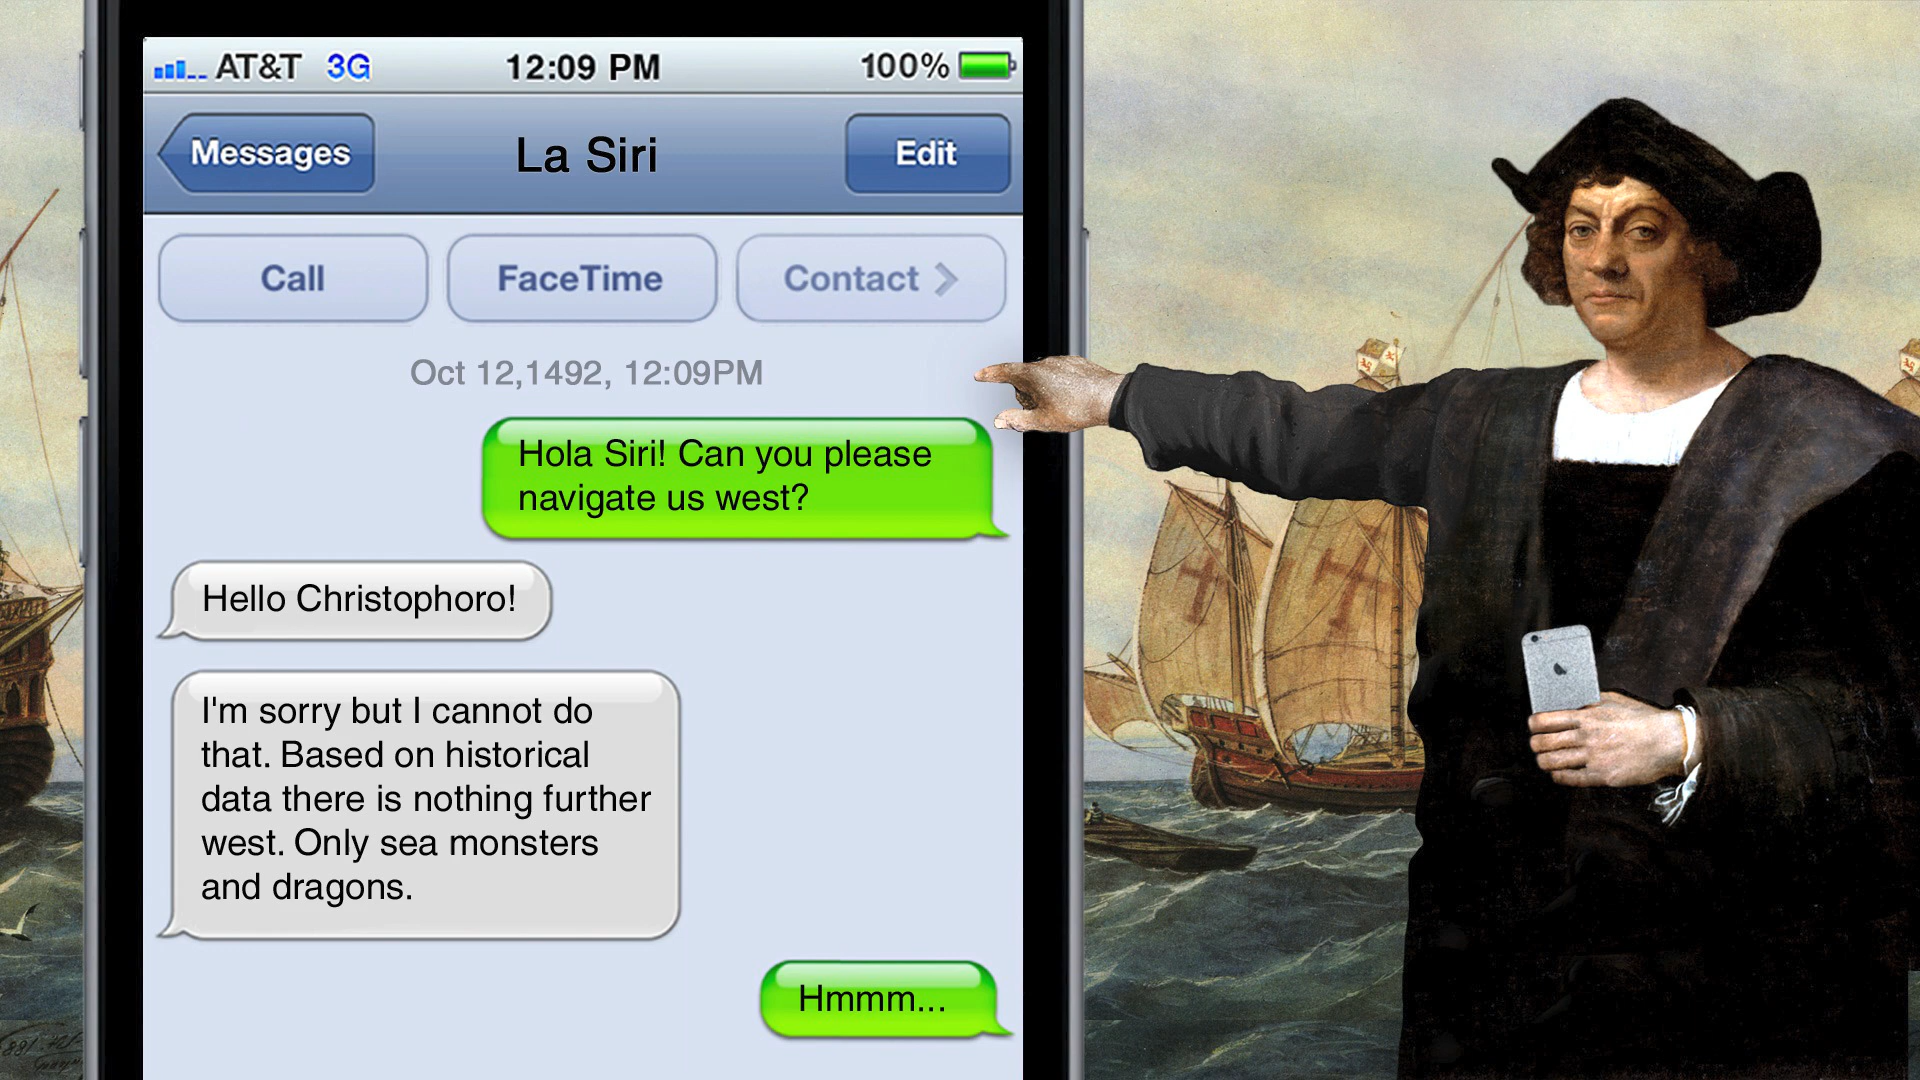 AT&T 3G 12:09 PM 100%
Messages La Siri Edit
Call FaceTime Contact
Oct 12,1492, 12:09PM
Hola Siri! Can you please
navigate us west?
Hello Christophoro!
I'm sorry but I cannot do
that. Based on historical
data there is nothing further
west. Only sea monsters
and dragons.
Hmmm...